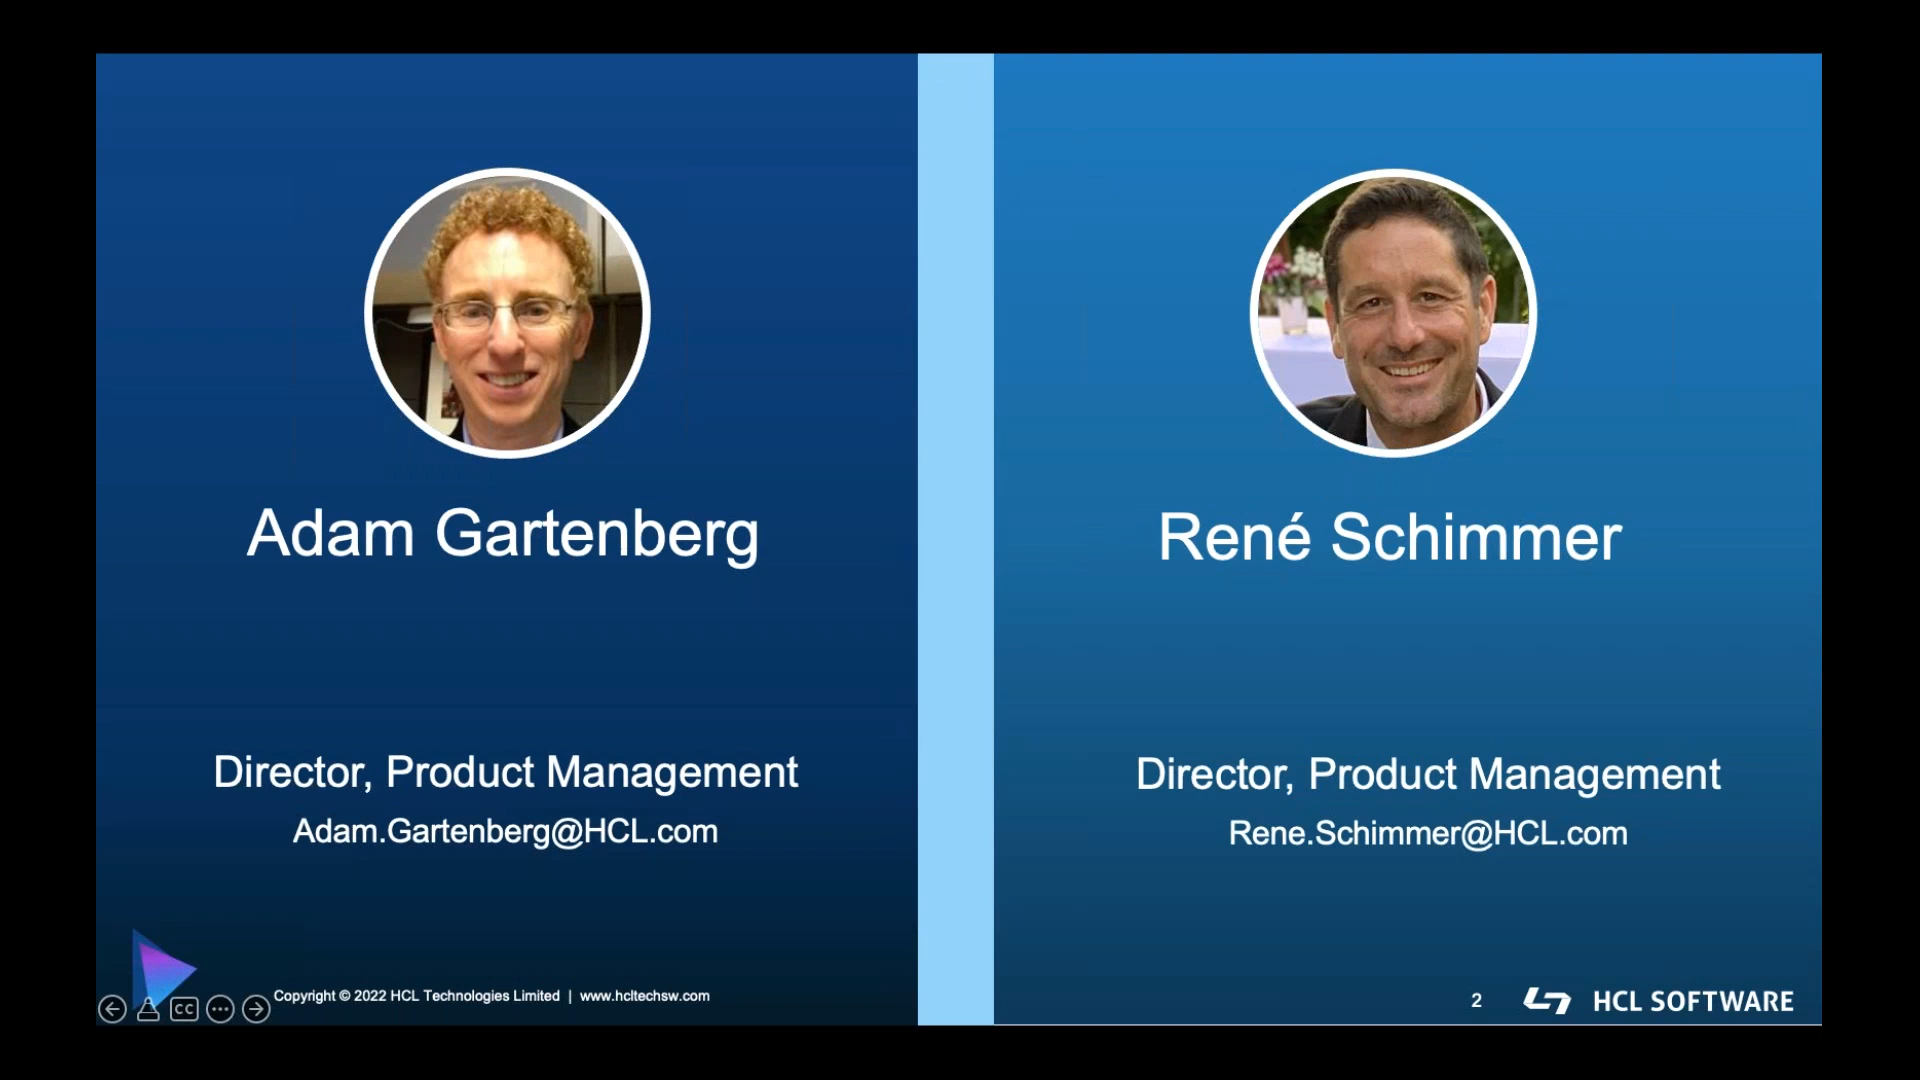 Adam Gartenberg
Director, Product Management
Adam.Gartenberg@HCL.com
René Schimmer
Director, Product Management
Rene.Schimmer@HCL.com
CC
Copyright © 2022 HCL Technologies Limited | www.hcltechsw.com
2
HCL SOFTWARE